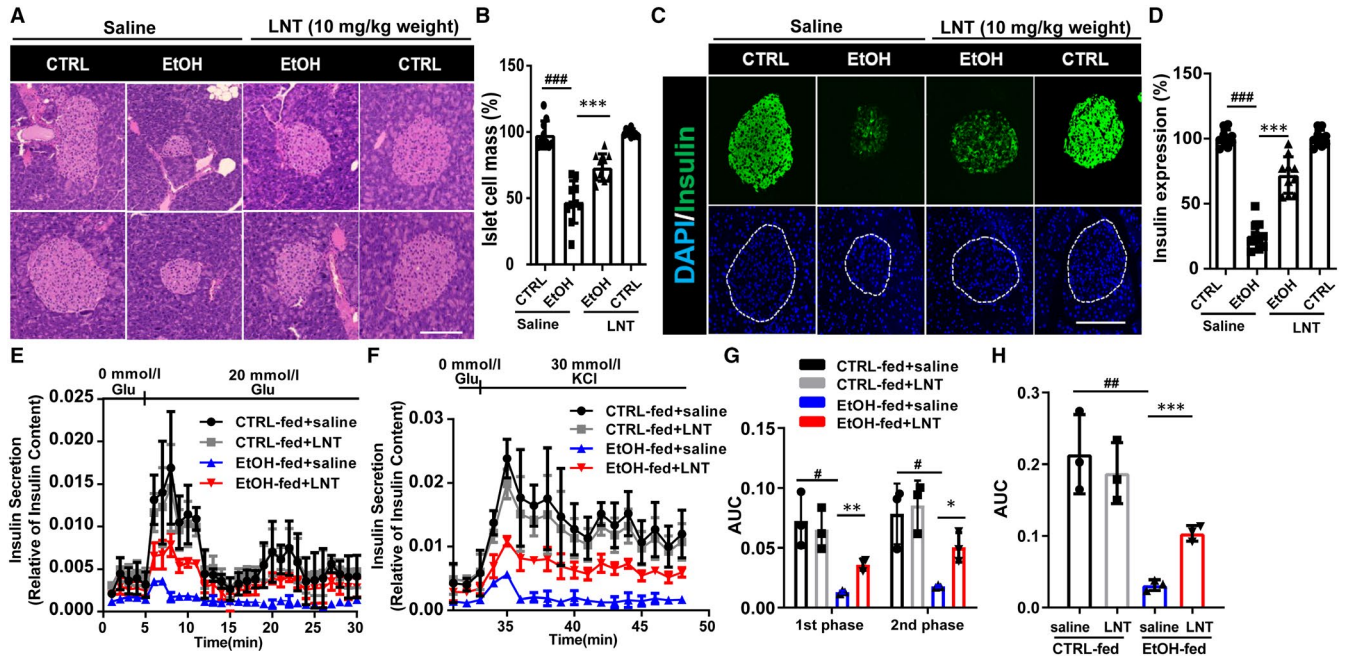 A
Saline
LNT (10 mg/kg weight)
CTRL
EtOH
EtOH
CTRL
B
Islet cell mass (%)
150
100
50
0
###
***
CTRL
EtOH
EtOH
CTRL
Saline
LNT
C
Saline
LNT (10 mg/kg weight)
CTRL
EtOH
EtOH
CTRL
DAPI/Insulin
D
Insulin expression (%)
150
100
50
0
###
***
CTRL
EtOH
EtOH
CTRL
Saline
LNT
E
0 mmol/l
Glu
20 mmol/l
Glu
Insulin Secretion
(Relative of Insulin Content)
0.025
0.020
0.015
0.010
0.005
0.000
CTRL-fed+saline
CTRL-fed+LNT
EtOH-fed+saline
EtOH-fed+LNT
0 5 10 15 20 25 30
Time(min)
F
0 mmol/l
Glu
30 mmol/l
KCl
Insulin Secretion
(Relative of Insulin Content)
0.03
0.02
0.01
0.00
CTRL-fed+saline
CTRL-fed+LNT
EtOH-fed+saline
EtOH-fed+LNT
35 40 45 50
Time(min)
G
CTRL-fed+saline
CTRL-fed+LNT
EtOH-fed+saline
EtOH-fed+LNT
AUC
0.15
0.10
0.05
0.00
#
**
#
*
1st phase
2nd phase
H
AUC
0.3
0.2
0.1
0.0
##
***
saline LNT saline LNT
CTRL-fed
EtOH-fed